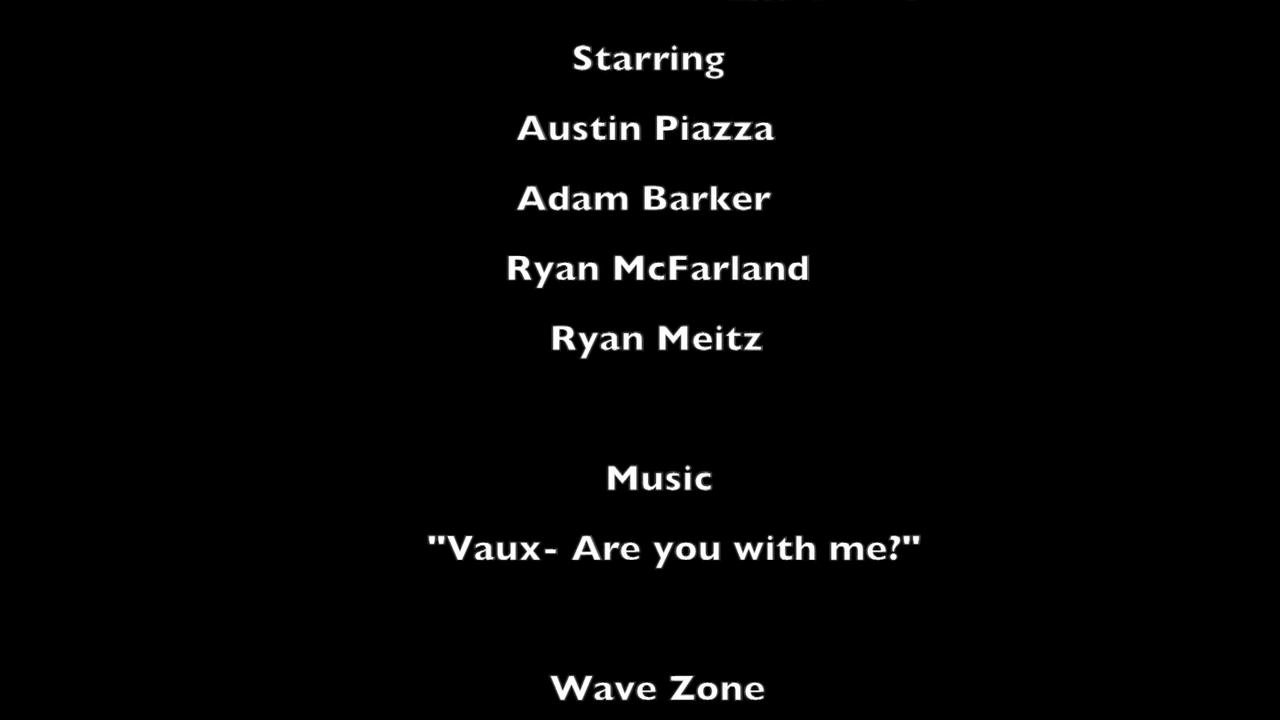 Starring
Austin Piazza
Adam Barker
Ryan McFarland
Ryan Meitz
Music
"Vaux- Are you with me?"
Wave Zone